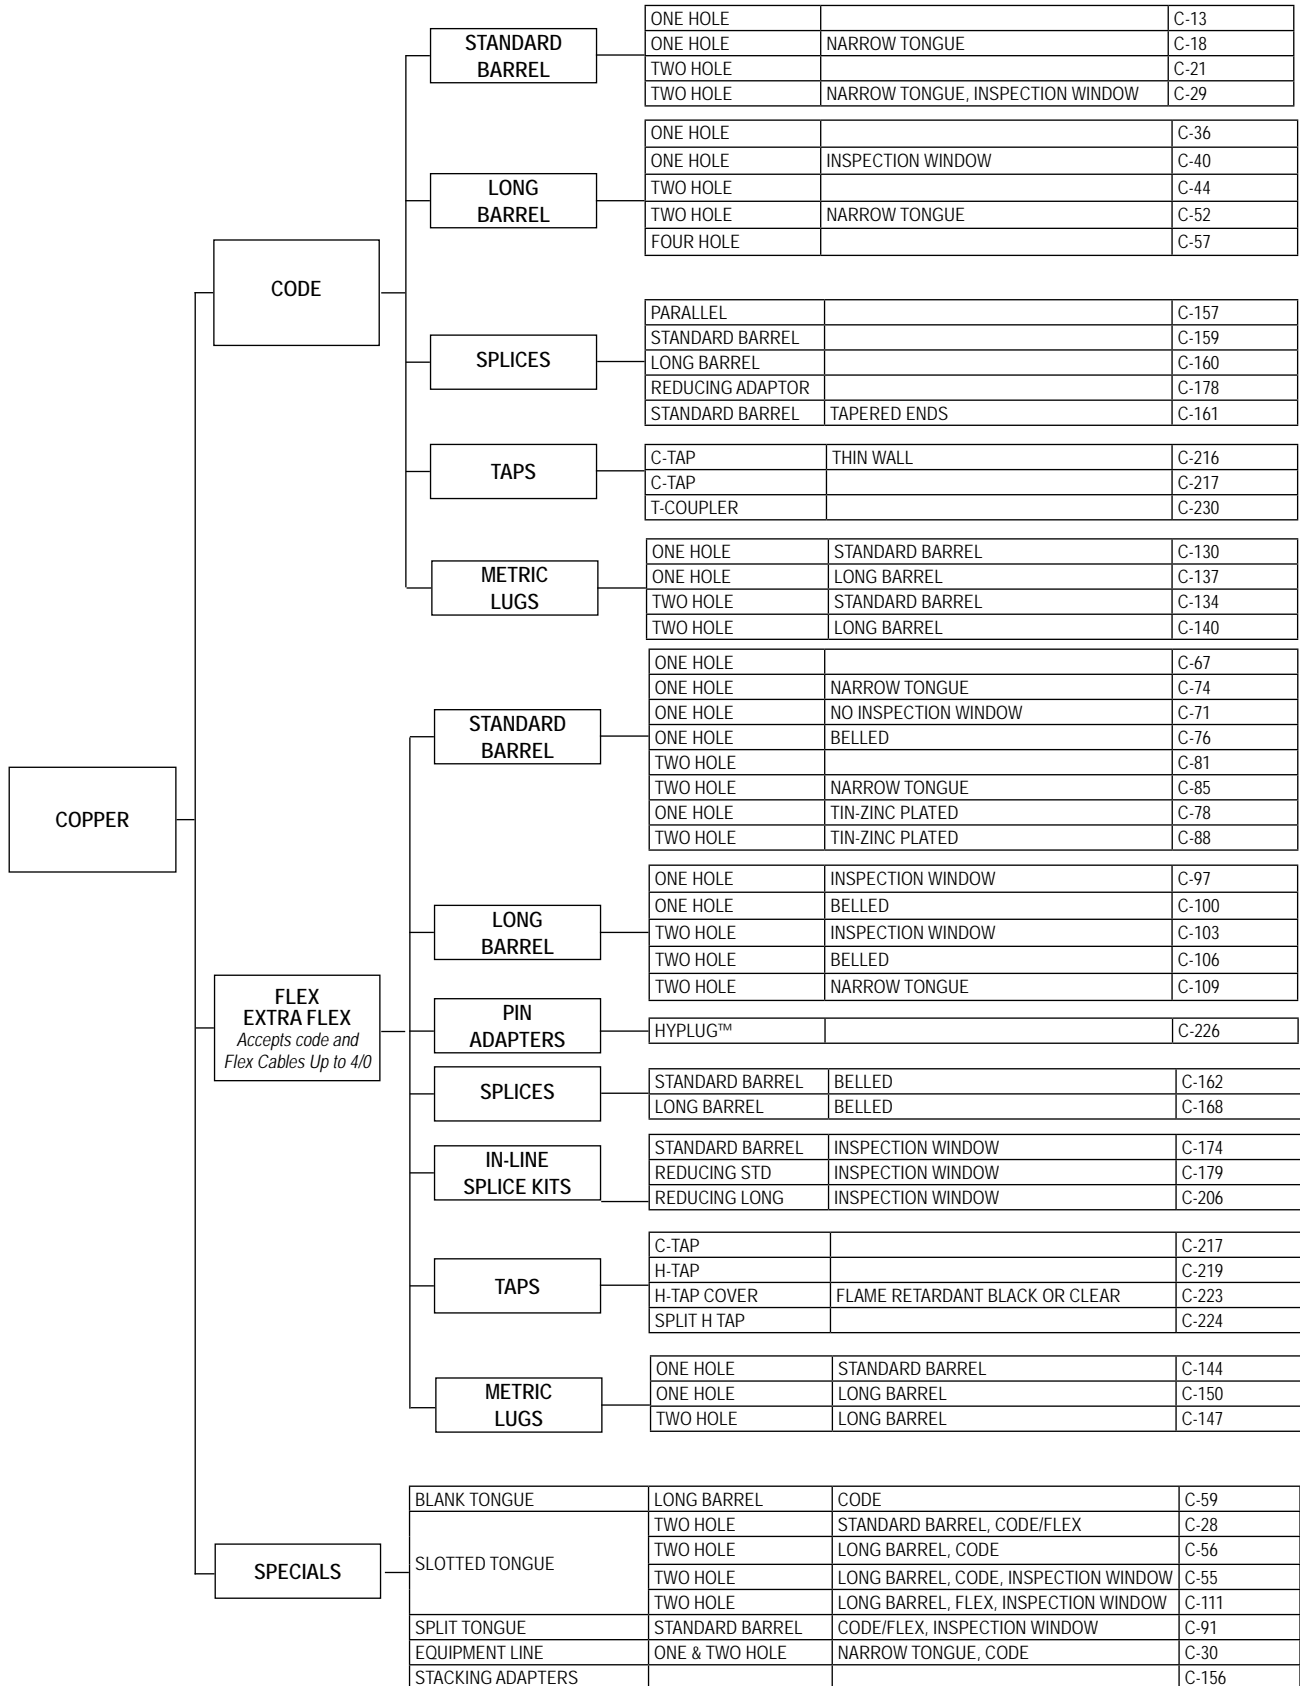 COPPER
CODE
STANDARD
BARREL
ONE HOLE C-13
ONE HOLE NARROW TONGUE C-18
TWO HOLE C-21
TWO HOLE NARROW TONGUE, INSPECTION WINDOW C-29
LONG
BARREL
ONE HOLE C-36
ONE HOLE INSPECTION WINDOW C-40
TWO HOLE C-44
TWO HOLE NARROW TONGUE C-52
FOUR HOLE C-57
SPLICES
PARALLEL C-157
STANDARD BARREL C-159
LONG BARREL C-160
REDUCING ADAPTOR C-178
STANDARD BARREL TAPERED ENDS C-161
TAPS
C-TAP THIN WALL C-216
C-TAP C-217
T-COUPLER C-230
METRIC
LUGS
ONE HOLE STANDARD BARREL C-130
ONE HOLE LONG BARREL C-137
TWO HOLE STANDARD BARREL C-134
TWO HOLE LONG BARREL C-140
FLEX
EXTRA FLEX
Accepts code and
Flex Cables Up to 4/0
STANDARD
BARREL
ONE HOLE C-67
ONE HOLE NARROW TONGUE C-74
ONE HOLE NO INSPECTION WINDOW C-71
ONE HOLE BELLED C-76
TWO HOLE C-81
TWO HOLE NARROW TONGUE C-85
ONE HOLE TIN-ZINC PLATED C-78
TWO HOLE TIN-ZINC PLATED C-88
LONG
BARREL
ONE HOLE INSPECTION WINDOW C-97
ONE HOLE BELLED C-100
TWO HOLE INSPECTION WINDOW C-103
TWO HOLE BELLED C-106
TWO HOLE NARROW TONGUE C-109
PIN
ADAPTERS
HYPLUG™ C-226
SPLICES
STANDARD BARREL BELLED C-162
LONG BARREL BELLED C-168
IN-LINE
SPLICE KITS
STANDARD BARREL INSPECTION WINDOW C-174
REDUCING STD INSPECTION WINDOW C-179
REDUCING LONG INSPECTION WINDOW C-206
TAPS
C-TAP C-217
H-TAP C-219
H-TAP COVER FLAME RETARDANT BLACK OR CLEAR C-223
SPLIT H TAP C-224
METRIC
LUGS
ONE HOLE STANDARD BARREL C-144
ONE HOLE LONG BARREL C-150
TWO HOLE LONG BARREL C-147
SPECIALS
BLANK TONGUE LONG BARREL CODE C-59
SLOTTED TONGUE
TWO HOLE STANDARD BARREL, CODE/FLEX C-28
TWO HOLE LONG BARREL, CODE C-56
TWO HOLE LONG BARREL, CODE, INSPECTION WINDOW C-55
TWO HOLE LONG BARREL, FLEX, INSPECTION WINDOW C-111
SPLIT TONGUE STANDARD BARREL CODE/FLEX, INSPECTION WINDOW C-91
EQUIPMENT LINE ONE & TWO HOLE NARROW TONGUE, CODE C-30
STACKING ADAPTERS C-156